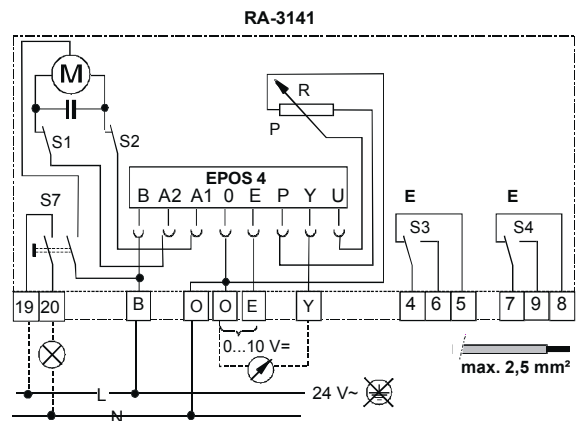 RA-3141
M
R
P
S1
S2
EPOS 4
B A2 A1 0 E P Y U
S7
E
S3
E
S4
19 20 B O O E Y 4 6 5 7 9 8
0...10 V=
max. 2,5 mm²
L
24 V~
N